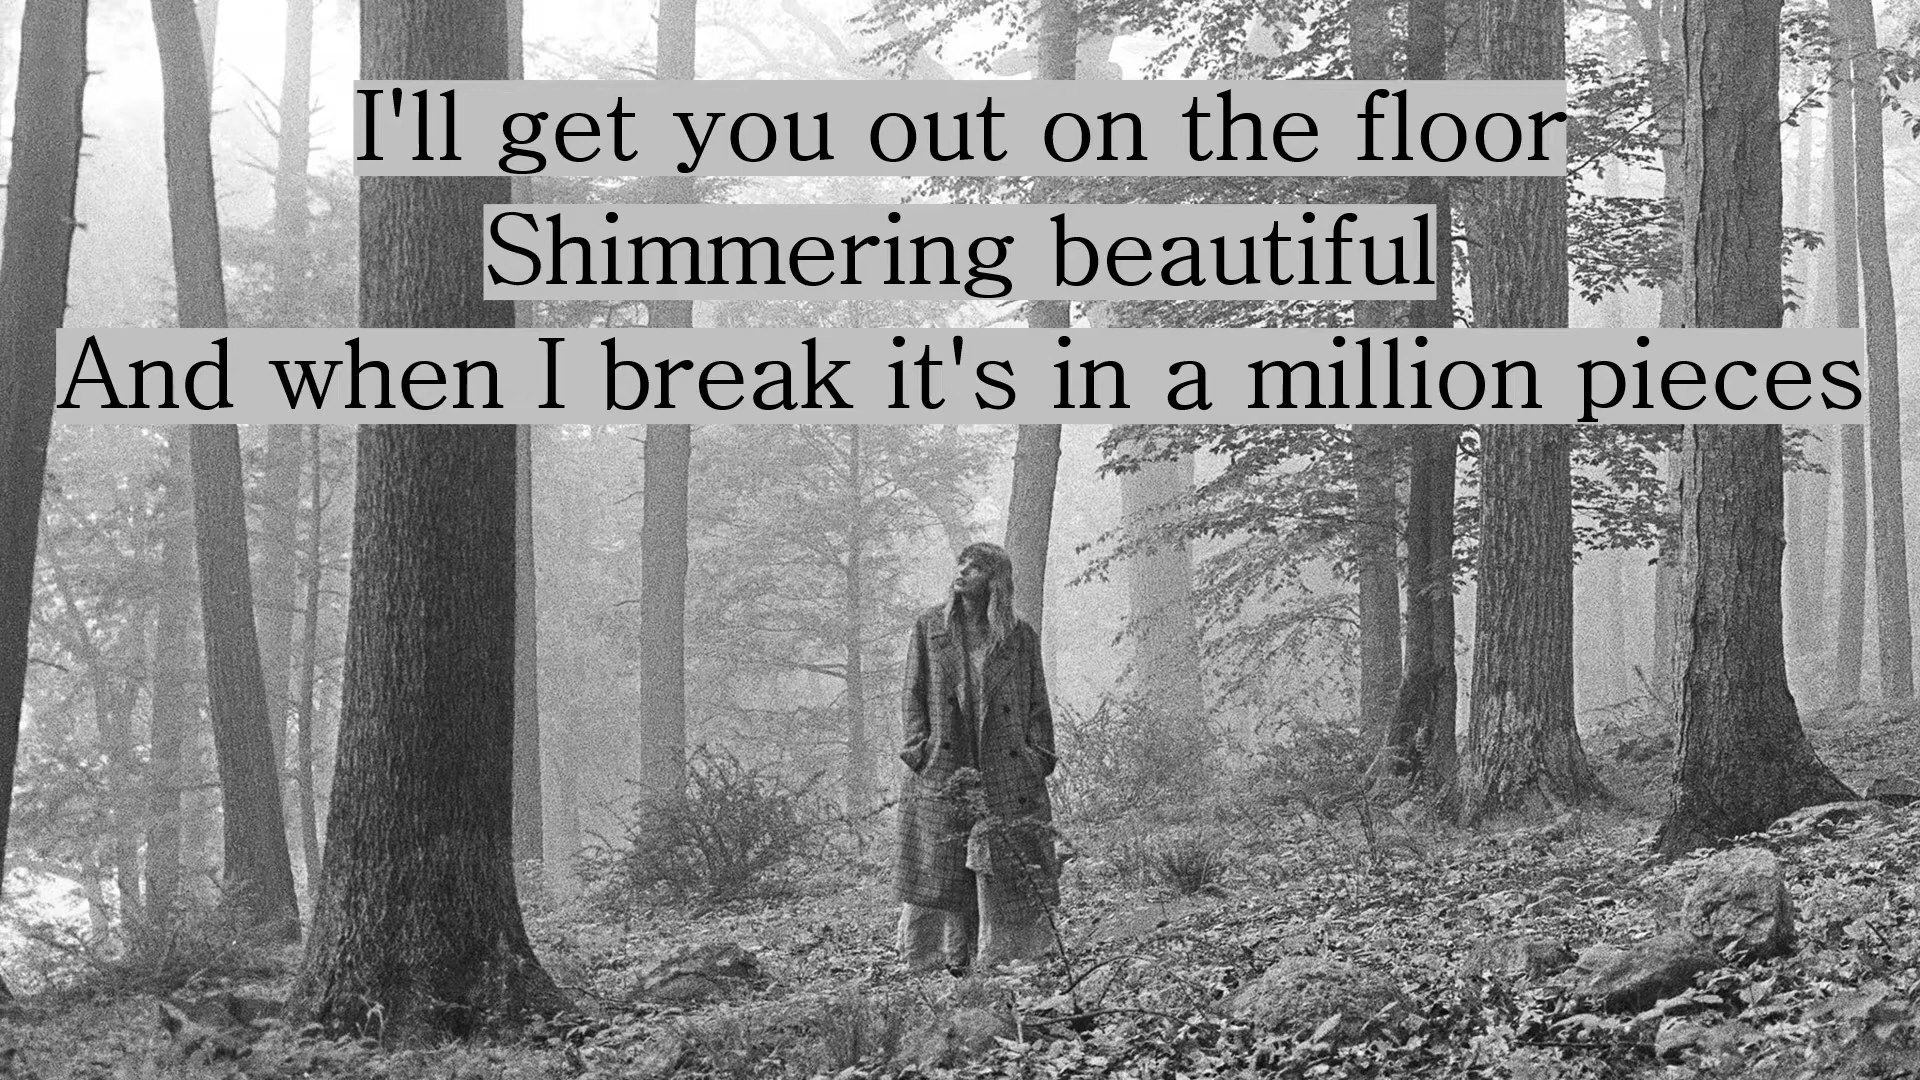 I'll get you out on the floor
Shimmering beautiful
And when I break it's in a million pieces